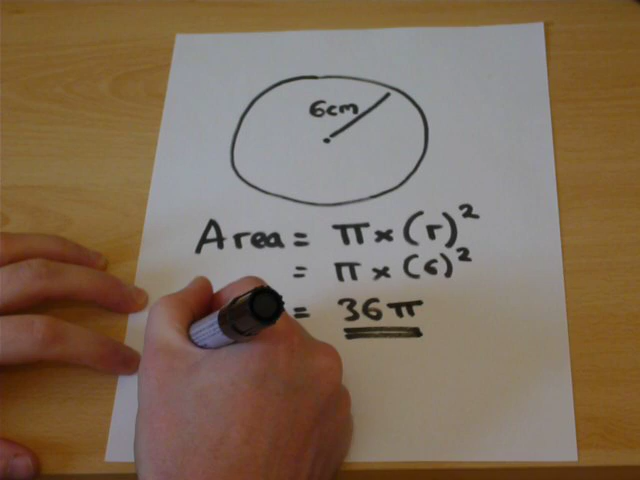 6cm
Area = π × (r)²
= π × (6)²
= 36π